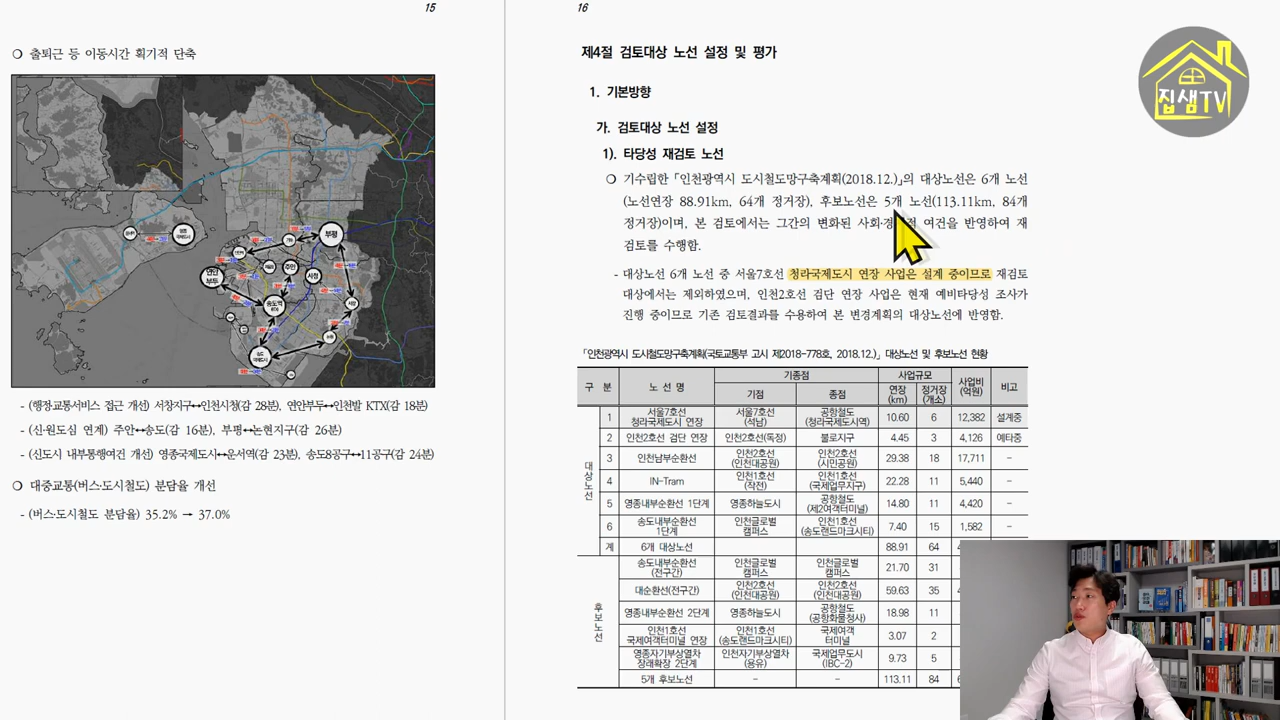 15
❍ 출퇴근 등 이동시간 획기적 단축
부평
연안
부두
주안
시청
송도역
송도
국제도시
- (행정·교통서비스 접근 개선) 서창지구↔인천시청(감 28분), 연안부두↔인천발 KTX(감 18분)
- (신·원도심 연계) 주안↔송도(감 16분), 부평↔논현지구(감 26분)
- (신도시 내부통행여건 개선) 영종국제도시↔운서역(감 23분), 송도8공구↔11공구(감 24분)
❍ 대중교통(버스·도시철도) 분담율 개선
- (버스·도시철도 분담율) 35.2% → 37.0%
16
제4절 검토대상 노선 설정 및 평가
1. 기본방향
가. 검토대상 노선 설정
1). 타당성 재검토 노선
❍ 기수립한 「인천광역시 도시철도망구축계획(2018.12.)」의 대상노선은 6개 노선
(노선연장 88.91km, 64개 정거장), 후보노선은 5개 노선(113.11km, 84개
정거장)이며, 본 검토에서는 그간의 변화된 사회·경 적 여건을 반영하여 재
검토를 수행함.
- 대상노선 6개 노선 중 서울7호선 청라국제도시 연장 사업은 설계 중이므로 재검토
대상에서는 제외하였으며, 인천2호선 검단 연장 사업은 현재 예비타당성 조사가
진행 중이므로 기존 검토결과를 수용하여 본 변경계획의 대상노선에 반영함.
「인천광역시 도시철도망구축계획(국토교통부 고시 제2018-778호, 2018.12.)」 대상노선 및 후보노선 현황
구 분 노 선 명 기종점 사업규모 사업비 (억원) 비고
기점 종점 연장 (km) 정거장 (개소)
대상노선
1 서울7호선 청라국제도시 연장 서울7호선 (석남) 공항철도 (청라국제도시역) 10.60 6 12,382 설계중
2 인천2호선 검단 연장 인천2호선(독정) 불로지구 4.45 3 4,126 예타중
3 인천남부순환선 인천2호선 (인천대공원) 인천2호선 (시민공원) 29.38 18 17,711 -
4 IN-Tram 인천1호선 (작전) 인천1호선 (국제업무지구) 22.28 11 5,440 -
5 영종내부순환선 1단계 영종하늘도시 공항철도 (제2여객터미널) 14.80 11 4,420 -
6 송도내부순환선 1단계 인천글로벌 캠퍼스 인천1호선 (송도랜드마크시티) 7.40 15 1,582 -
계 6개 대상노선 88.91 64
후보노선
송도내부순환선 (전구간) 인천글로벌 캠퍼스 인천글로벌 캠퍼스 21.70 31
대순환선(전구간) 인천2호선 (인천대공원) 인천2호선 (인천대공원) 59.63 35
영종내부순환선 2단계 영종하늘도시 공항철도 (공항화물청사) 18.98 11
인천1호선 국제여객터미널 연장 인천1호선 (송도랜드마크시티) 국제여객 터미널 3.07 2
영종자기부상열차 장래확장 2단계 인천자기부상열차 (용유) 국제업무도시 (IBC-2) 9.73 5
5개 후보노선 - - 113.11 84
집샘TV